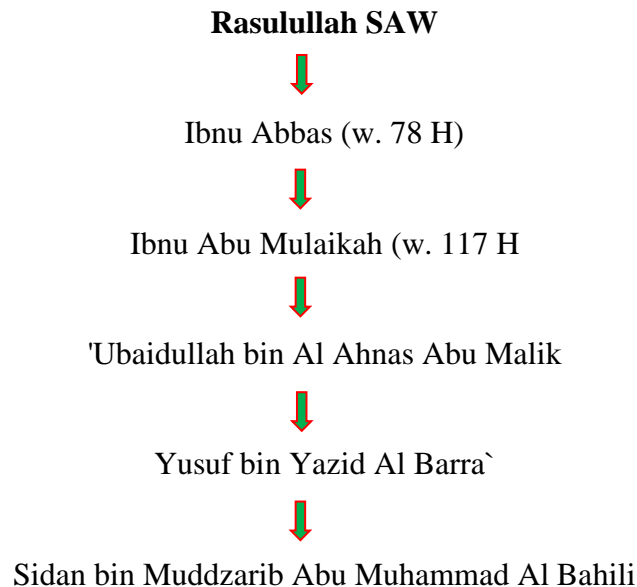 Rasulullah SAW
Ibnu Abbas (w. 78 H)
Ibnu Abu Mulaikah (w. 117 H
'Ubaidullah bin Al Ahnas Abu Malik
Yusuf bin Yazid Al Barra`
Sidan bin Muddzarib Abu Muhammad Al Bahili